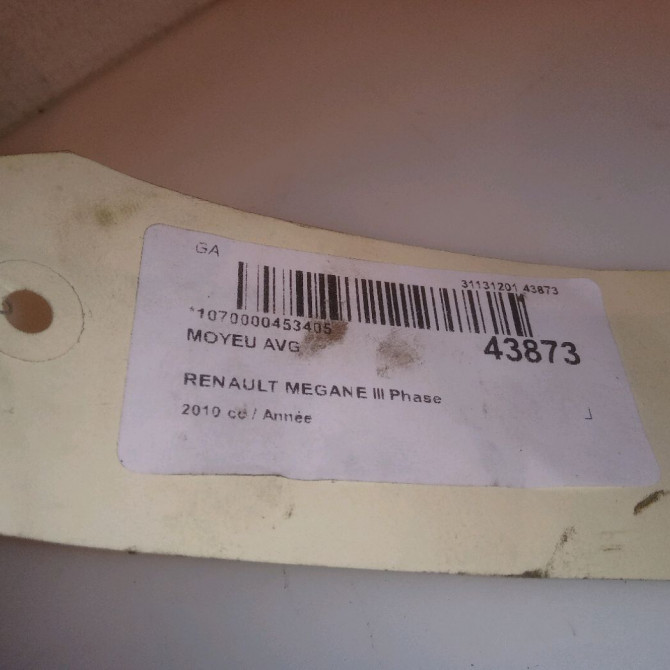 GA
31131201 43873
*1070000453405
MOYEU AVG
43873
RENAULT MEGANE III Phase
2010 cc / Année